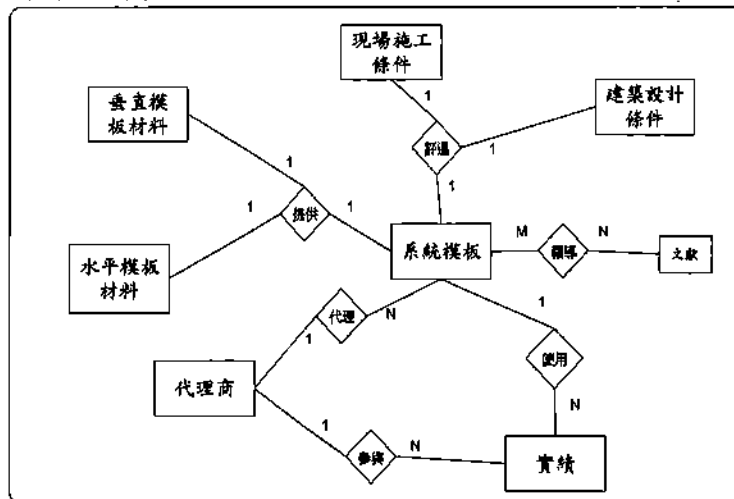 現場施工
條件
垂直模
板材料
建築設計
條件
1
評選
1
1
1
1
提供
1
水平模板
材料
系統模板
M
N
文獻
代理
N
1
1
使用
代理商
1
N
N
實績